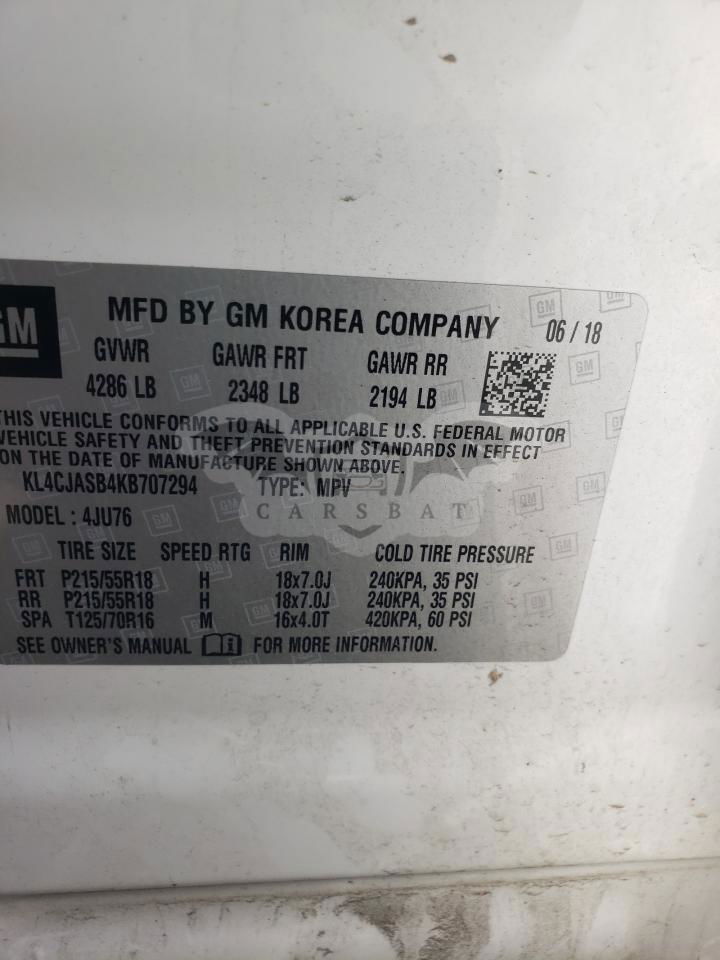 GM
MFD BY GM KOREA COMPANY 06 / 18
GVWR GAWR FRT GAWR RR
4286 LB 2348 LB 2194 LB
THIS VEHICLE CONFORMS TO ALL APPLICABLE U.S. FEDERAL MOTOR
VEHICLE SAFETY AND THEFT PREVENTION STANDARDS IN EFFECT
ON THE DATE OF MANUFACTURE SHOWN ABOVE.
KL4CJASB4KB707294 TYPE: MPV
CARSBAT
MODEL : 4JU76
TIRE SIZE SPEED RTG RIM COLD TIRE PRESSURE
FRT P215/55R18 H 18x7.0J 240KPA, 35 PSI
RR P215/55R18 H 18x7.0J 240KPA, 35 PSI
SPA T125/70R16 M 16x4.0T 420KPA, 60 PSI
SEE OWNER'S MANUAL FOR MORE INFORMATION.